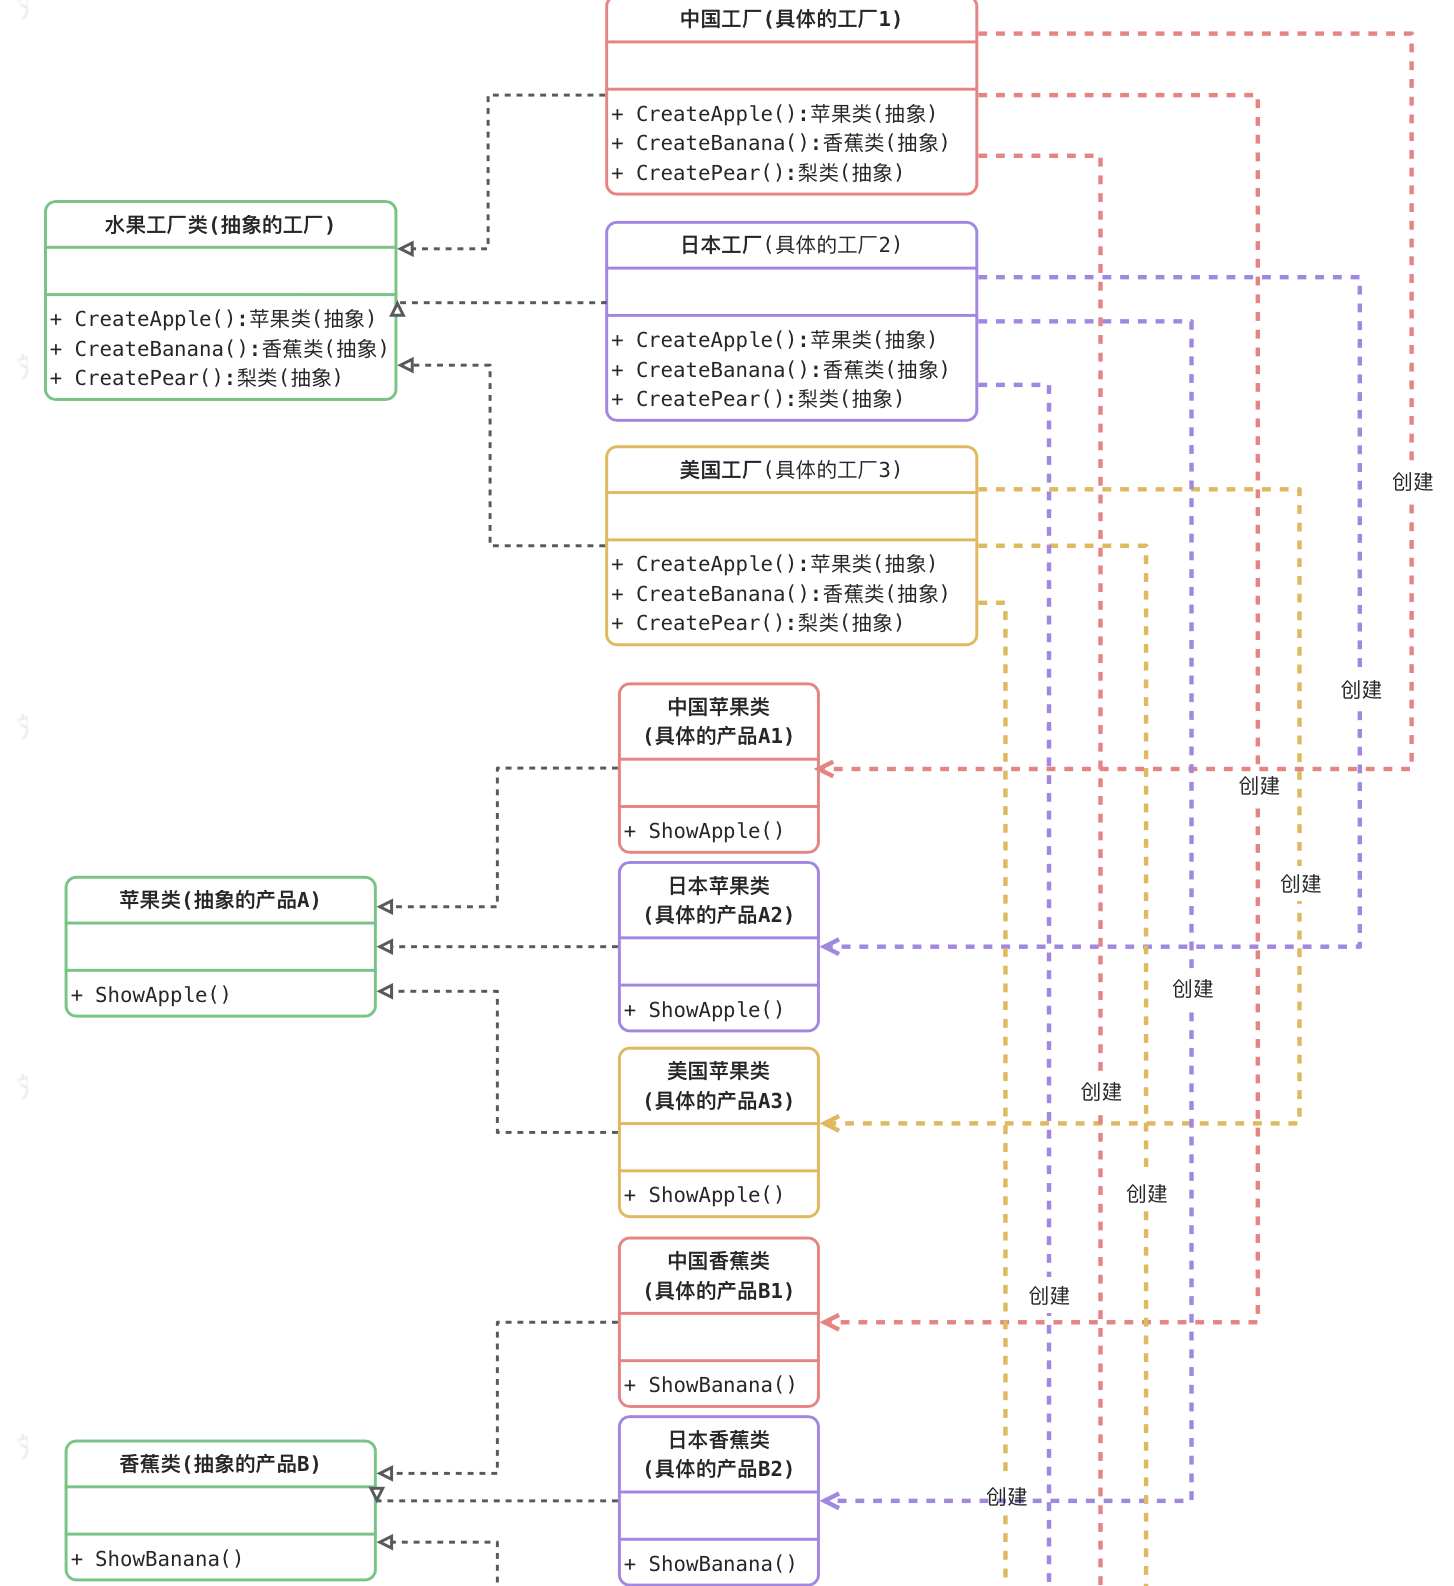 中国工厂(具体的工厂1)
+ CreateApple():苹果类(抽象)
+ CreateBanana():香蕉类(抽象)
+ CreatePear():梨类(抽象)
水果工厂类(抽象的工厂)
+ CreateApple():苹果类(抽象)
+ CreateBanana():香蕉类(抽象)
+ CreatePear():梨类(抽象)
日本工厂(具体的工厂2)
+ CreateApple():苹果类(抽象)
+ CreateBanana():香蕉类(抽象)
+ CreatePear():梨类(抽象)
美国工厂(具体的工厂3)
+ CreateApple():苹果类(抽象)
+ CreateBanana():香蕉类(抽象)
+ CreatePear():梨类(抽象)
创建
创建
创建
创建
创建
创建
创建
创建
创建
中国苹果类
(具体的产品A1)
+ ShowApple()
苹果类(抽象的产品A)
+ ShowApple()
日本苹果类
(具体的产品A2)
+ ShowApple()
美国苹果类
(具体的产品A3)
+ ShowApple()
中国香蕉类
(具体的产品B1)
+ ShowBanana()
香蕉类(抽象的产品B)
+ ShowBanana()
日本香蕉类
(具体的产品B2)
+ ShowBanana()